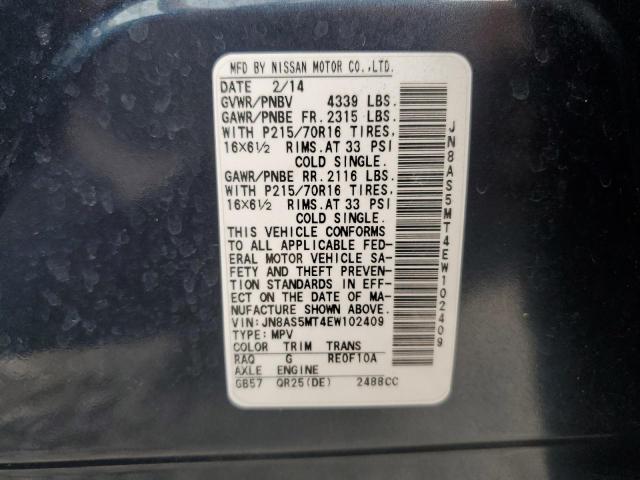 MFD BY NISSAN MOTOR CO.,LTD.
DATE 2/14
GVWR/PNBV 4339 LBS.
GAWR/PNBE FR. 2315 LBS.
WITH P215/70R16 TIRES,
16×6½ RIMS.AT 33 PSI
COLD SINGLE.
GAWR/PNBE RR. 2116 LBS.
WITH P215/70R16 TIRES,
16×6½ RIMS.AT 33 PSI
COLD SINGLE.
THIS VEHICLE CONFORMS
TO ALL APPLICABLE FED-
ERAL MOTOR VEHICLE SA-
FETY AND THEFT PREVEN-
TION STANDARDS IN EFFECT
ON THE DATE OF MA-
NUFACTURE SHOWN ABOVE.
VIN: JN8AS5MT4EW102409
TYPE: MPV
COLOR TRIM TRANS
RAQ G RE0F10A
AXLE ENGINE
GB57 QR25(DE) 2488CC
JN8AS5MT4EW102409